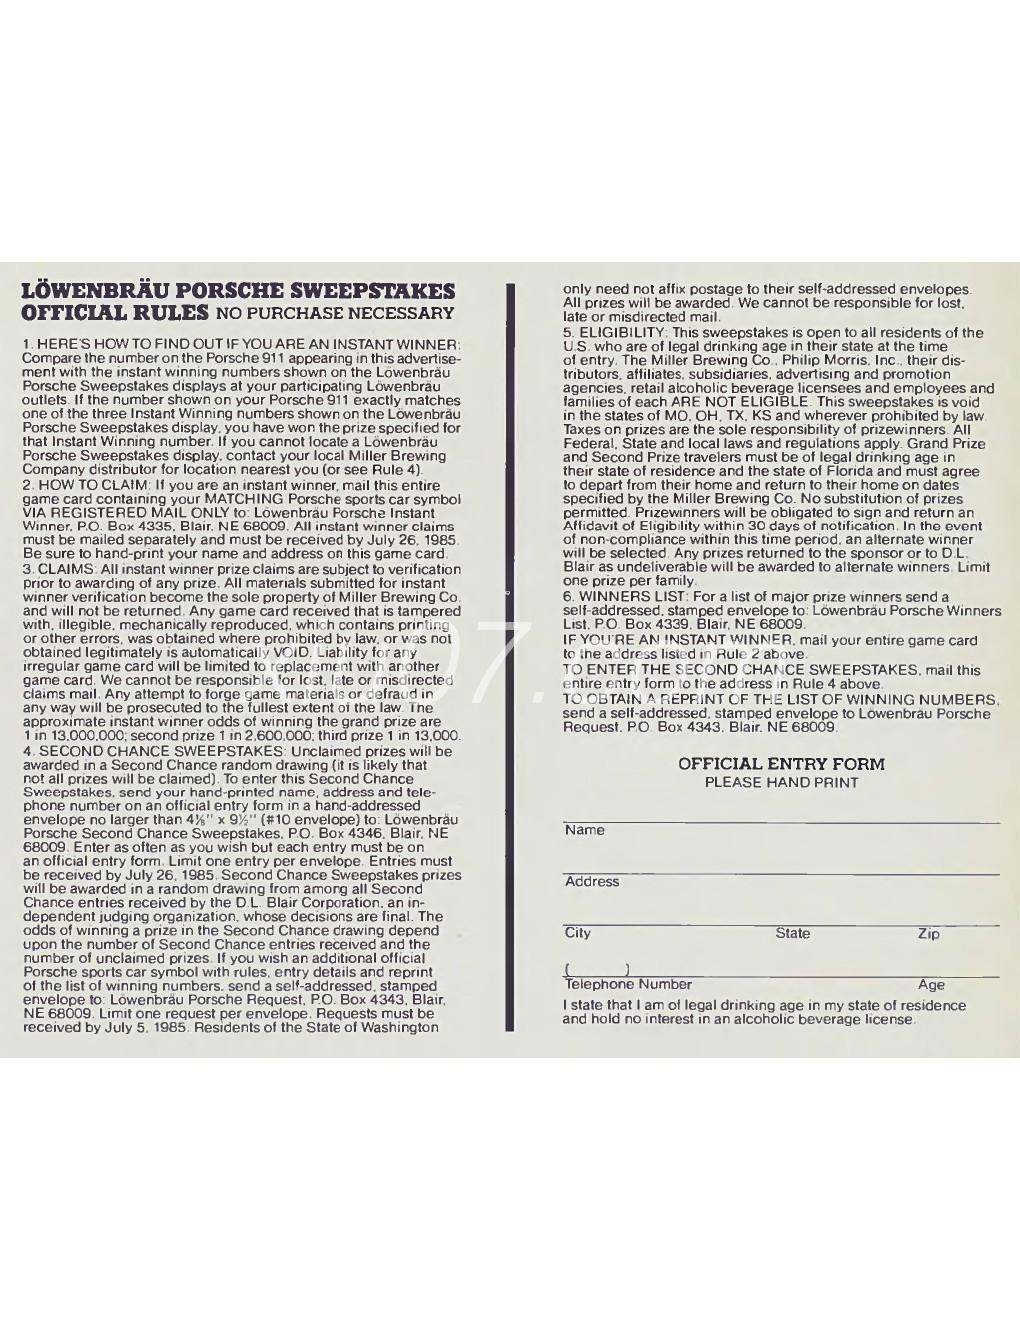 LÖWENBRÄU PORSCHE SWEEPSTAKES
OFFICIAL RULES NO PURCHASE NECESSARY
1. HERE'S HOW TO FIND OUT IF YOU ARE AN INSTANT WINNER:
Compare the number on the Porsche 911 appearing in this advertise-
ment with the instant winning numbers shown on the Löwenbräu
Porsche Sweepstakes displays at your participating Löwenbräu
outlets. If the number shown on your Porsche 911 exactly matches
one of the three Instant Winning numbers shown on the Löwenbräu
Porsche Sweepstakes display, you have won the prize specified for
that Instant Winning number. If you cannot locate a Löwenbräu
Porsche Sweepstakes display, contact your local Miller Brewing
Company distributor for location nearest you (or see Rule 4).
2. HOW TO CLAIM: If you are an instant winner, mail this entire
game card containing your MATCHING Porsche sports car symbol
VIA REGISTERED MAIL ONLY to: Löwenbräu Porsche Instant
Winner, P.O. Box 4335, Blair, NE 68009. All instant winner claims
must be mailed separately and must be received by July 26, 1985.
Be sure to hand-print your name and address on this game card.
3. CLAIMS: All instant winner prize claims are subject to verification
prior to awarding of any prize. All materials submitted for instant
winner verification become the sole property of Miller Brewing Co.
and will not be returned. Any game card received that is tampered
with, illegible, mechanically reproduced, which contains printing
or other errors, was obtained where prohibited by law, or was not
obtained legitimately is automatically VOID. Liability for any
irregular game card will be limited to replacement with another
game card. We cannot be responsible for lost, late or misdirected
claims mail. Any attempt to forge game materials or defraud in
any way will be prosecuted to the fullest extent of the law. The
approximate instant winner odds of winning the grand prize are
1 in 13,000,000; second prize 1 in 2,600,000; third prize 1 in 13,000.
4. SECOND CHANCE SWEEPSTAKES: Unclaimed prizes will be
awarded in a Second Chance random drawing (it is likely that
not all prizes will be claimed). To enter this Second Chance
Sweepstakes, send your hand-printed name, address and tele-
phone number on an official entry form in a hand-addressed
envelope no larger than 4⅛" x 9½" (#10 envelope) to: Löwenbräu
Porsche Second Chance Sweepstakes, P.O. Box 4346, Blair, NE
68009. Enter as often as you wish but each entry must be on
an official entry form. Limit one entry per envelope. Entries must
be received by July 26, 1985. Second Chance Sweepstakes prizes
will be awarded in a random drawing from among all Second
Chance entries received by the D.L. Blair Corporation, an in-
dependent judging organization, whose decisions are final. The
odds of winning a prize in the Second Chance drawing depend
upon the number of Second Chance entries received and the
number of unclaimed prizes. If you wish an additional official
Porsche sports car symbol with rules, entry details and reprint
of the list of winning numbers, send a self-addressed, stamped
envelope to: Löwenbräu Porsche Request, P.O. Box 4343, Blair,
NE 68009. Limit one request per envelope. Requests must be
received by July 5, 1985. Residents of the State of Washington
only need not affix postage to their self-addressed envelopes.
All prizes will be awarded. We cannot be responsible for lost,
late or misdirected mail.
5. ELIGIBILITY: This sweepstakes is open to all residents of the
U.S. who are of legal drinking age in their state at the time
of entry. The Miller Brewing Co., Philip Morris, Inc., their dis-
tributors, affiliates, subsidiaries, advertising and promotion
agencies, retail alcoholic beverage licensees and employees and
families of each ARE NOT ELIGIBLE. This sweepstakes is void
in the states of MO, OH, TX, KS and wherever prohibited by law.
Taxes on prizes are the sole responsibility of prizewinners. All
Federal, State and local laws and regulations apply. Grand Prize
and Second Prize travelers must be of legal drinking age in
their state of residence and the state of Florida and must agree
to depart from their home and return to their home on dates
specified by the Miller Brewing Co. No substitution of prizes
permitted. Prizewinners will be obligated to sign and return an
Affidavit of Eligibility within 30 days of notification. In the event
of non-compliance within this time period, an alternate winner
will be selected. Any prizes returned to the sponsor or to D.L.
Blair as undeliverable will be awarded to alternate winners. Limit
one prize per family.
6. WINNERS LIST: For a list of major prize winners send a
self-addressed, stamped envelope to: Löwenbräu Porsche Winners
List, P.O. Box 4339, Blair, NE 68009.
IF YOU'RE AN INSTANT WINNER, mail your entire game card
to the address listed in Rule 2 above.
TO ENTER THE SECOND CHANCE SWEEPSTAKES, mail this
entire entry form to the address in Rule 4 above.
TO OBTAIN A REPRINT OF THE LIST OF WINNING NUMBERS,
send a self-addressed, stamped envelope to Löwenbräu Porsche
Request, P.O. Box 4343, Blair, NE 68009.
OFFICIAL ENTRY FORM
PLEASE HAND PRINT
Name
Address
City State Zip
( )
Telephone Number Age
I state that I am of legal drinking age in my state of residence
and hold no interest in an alcoholic beverage license.